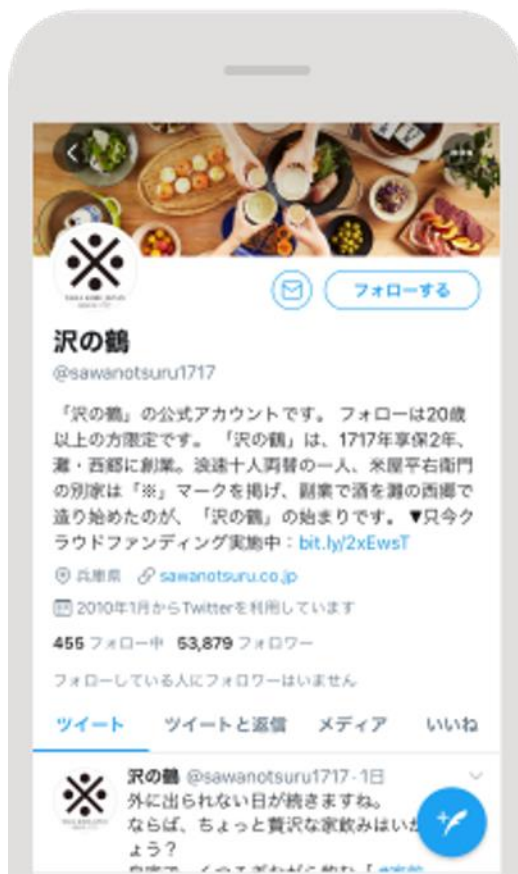 フォローする
沢の鶴
@sawanotsuru1717
「沢の鶴」の公式アカウントです。 フォローは20歳
以上の方限定です。 「沢の鶴」は、1717年享保2年、
灘・西郷に創業。浪速十人両替の一人、米屋平右衛門
の別家は「※」マークを掲げ、副業で酒を灘の西郷で
造り始めたのが、「沢の鶴」の始まりです。 ▼只今ク
ラウドファンディング実施中：bit.ly/2xEwsT
兵庫県 sawanotsuru.co.jp
2010年1月からTwitterを利用しています
455 フォロー中 53,879 フォロワー
フォローしている人にフォロワーはいません
ツイート ツイートと返信 メディア いいね
沢の鶴 @sawanotsuru1717·1日
外に出られない日が続きますね。
ならば、ちょっと贅沢な家飲みはいか
ょう？